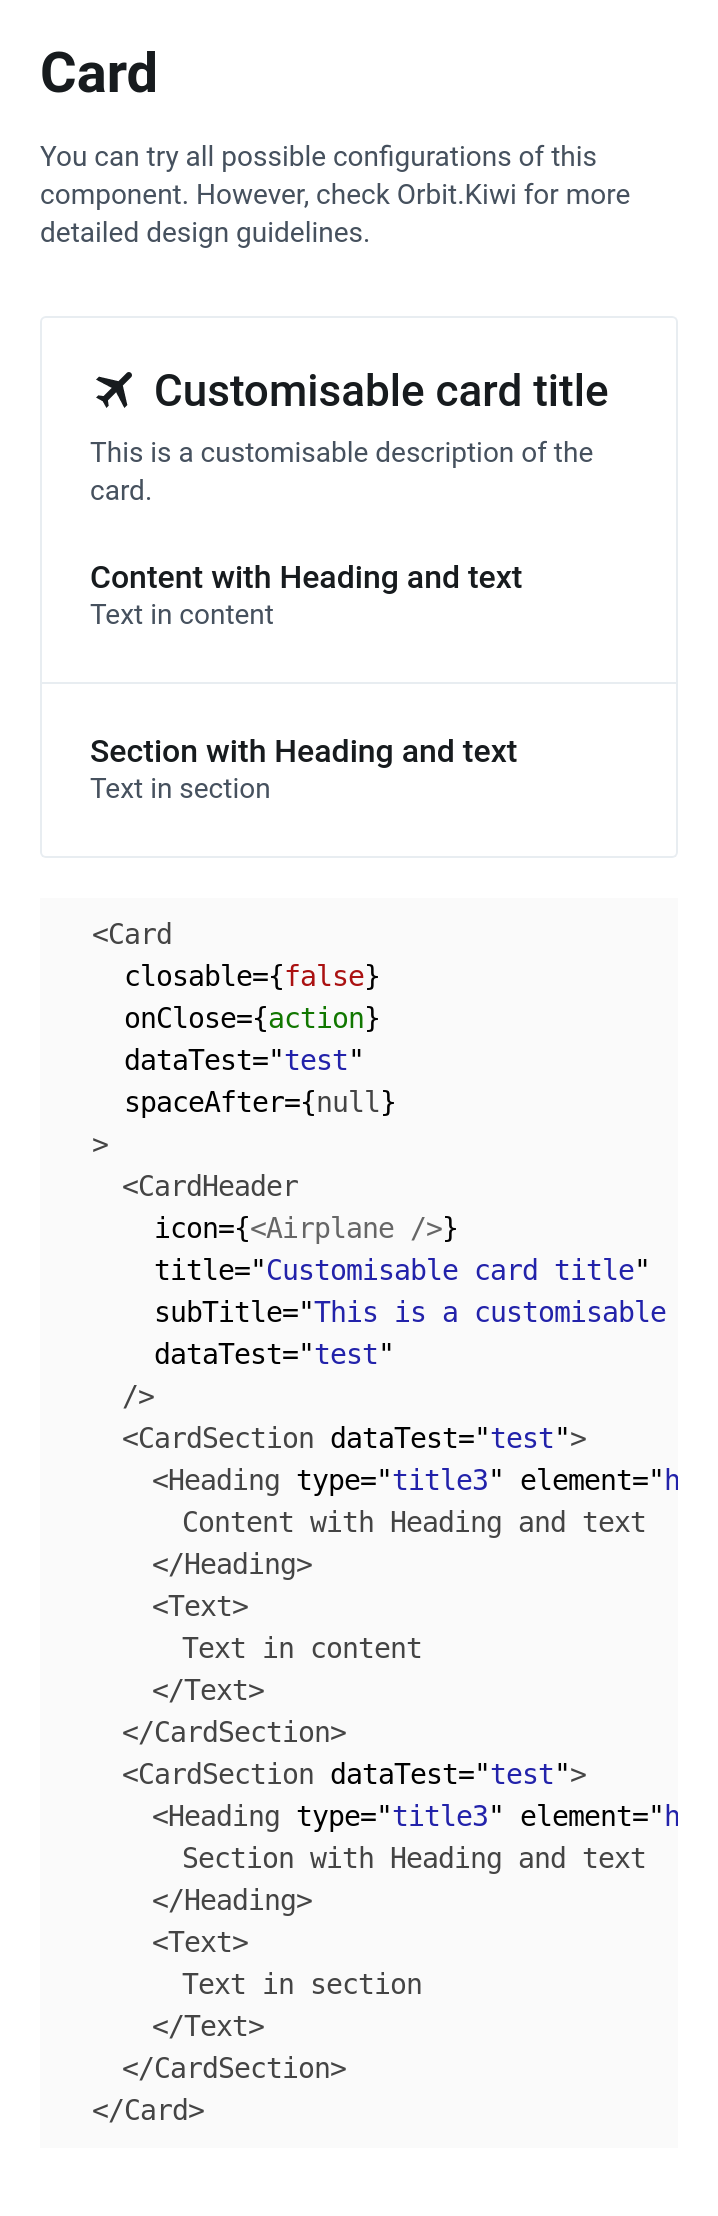 Card
You can try all possible configurations of this
component. However, check Orbit.Kiwi for more
detailed design guidelines.
Customisable card title
This is a customisable description of the
card.
Content with Heading and text
Text in content
Section with Heading and text
Text in section
<Card
  closable={false}
  onClose={action}
  dataTest="test"
  spaceAfter={null}
>
  <CardHeader
    icon={<Airplane />}
    title="Customisable card title"
    subTitle="This is a customisable
    dataTest="test"
  />
  <CardSection dataTest="test">
    <Heading type="title3" element="h
      Content with Heading and text
    </Heading>
    <Text>
      Text in content
    </Text>
  </CardSection>
  <CardSection dataTest="test">
    <Heading type="title3" element="h
      Section with Heading and text
    </Heading>
    <Text>
      Text in section
    </Text>
  </CardSection>
</Card>